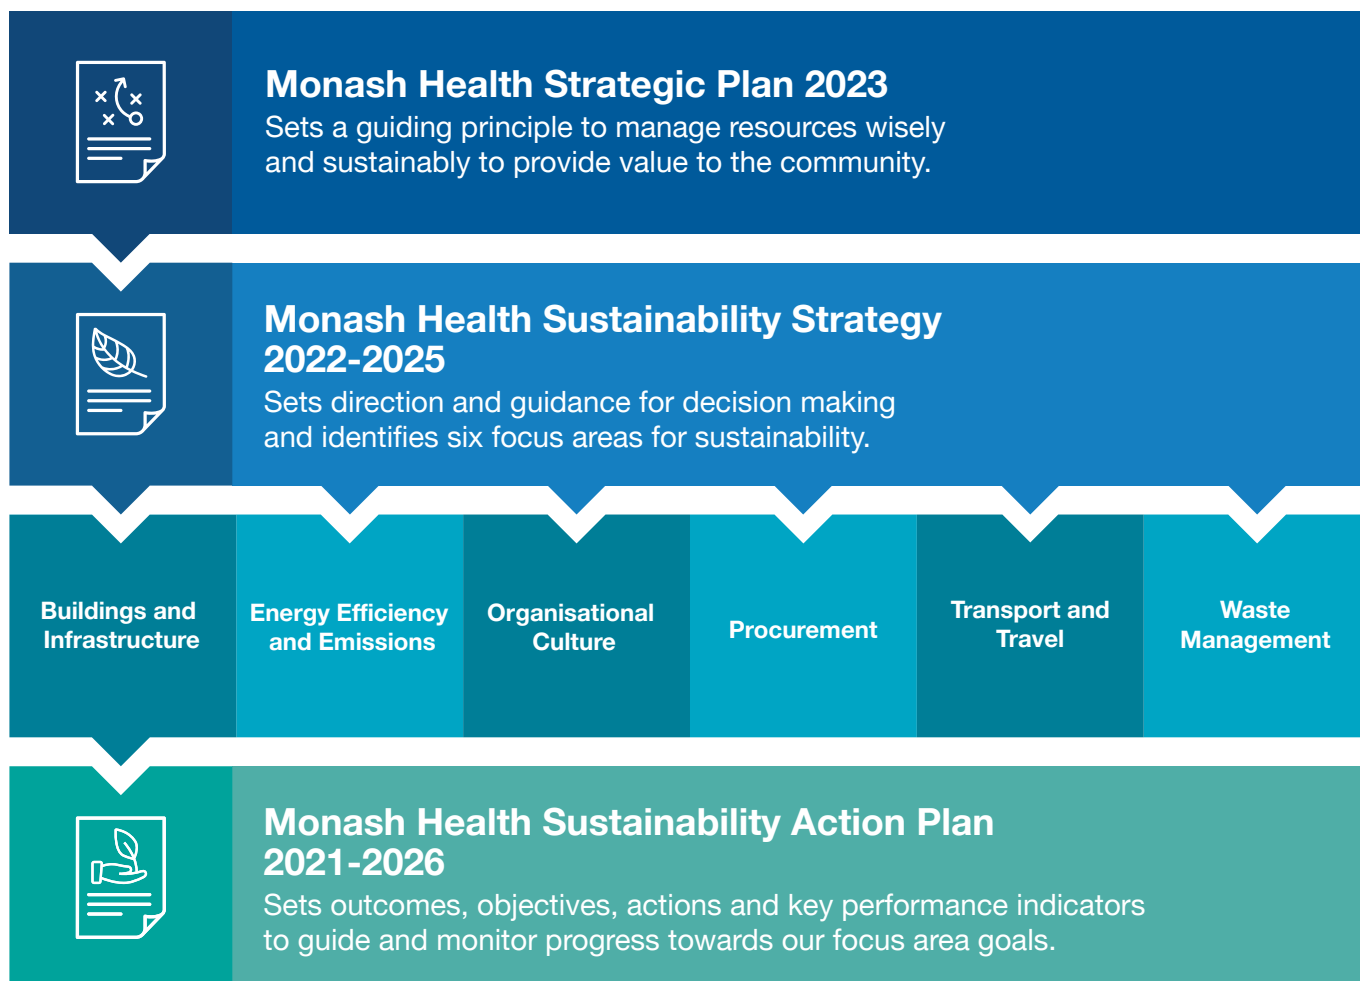 Monash Health Strategic Plan 2023
Sets a guiding principle to manage resources wisely
and sustainably to provide value to the community.
Monash Health Sustainability Strategy
2022-2025
Sets direction and guidance for decision making
and identifies six focus areas for sustainability.
Buildings and
Infrastructure
Energy Efficiency
and Emissions
Organisational
Culture
Procurement
Transport and
Travel
Waste
Management
Monash Health Sustainability Action Plan
2021-2026
Sets outcomes, objectives, actions and key performance indicators
to guide and monitor progress towards our focus area goals.